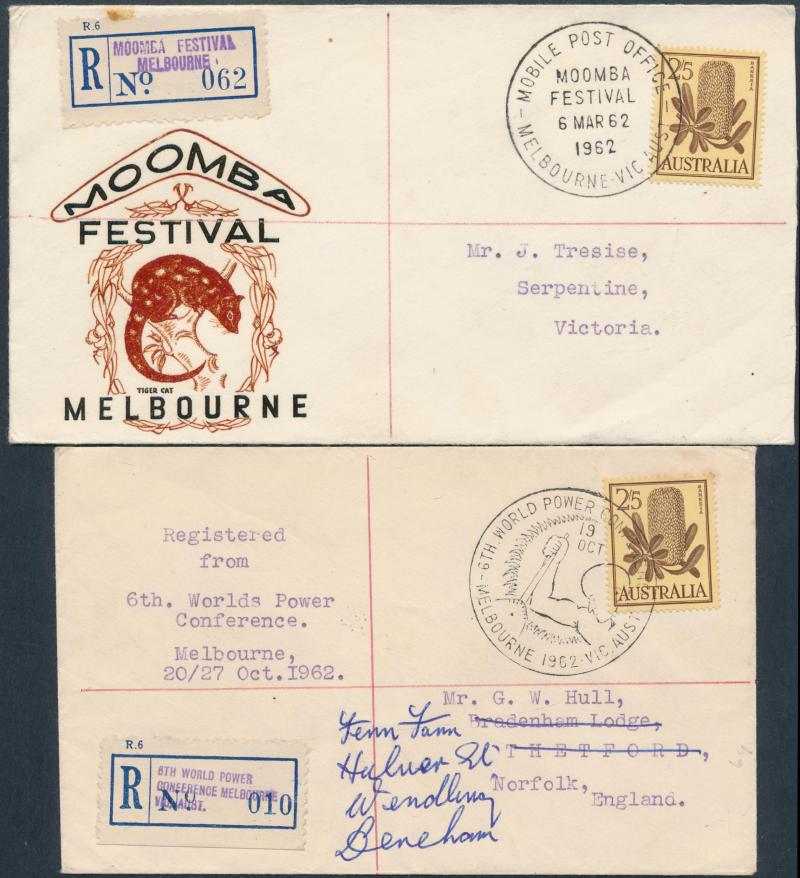 R.6
MOOMBA FESTIVAL
MELBOURNE.
R No. 062
MOBILE POST OFFICE - MELBOURNE-VIC. AUST
MOOMBA
FESTIVAL
6 MAR 62
1962
2/5
BANKSIA
AUSTRALIA
MOOMBA
FESTIVAL
TIGER CAT
MELBOURNE
Mr. J. Tresise,
Serpentine,
Victoria.
Registered
from
6th. Worlds Power
Conference.
Melbourne,
20/27 Oct.1962.
6TH. WORLD POWER CON
19
OCT
MELBOURNE 1962-VIC. AUST
2/5
BANKSIA
AUSTRALIA
Mr. G. W. Hull,
Bradenham Lodge,
THETFORD,
Norfolk,
England.
Fenn Farm
Hulver St
Wendling
Dereham
R.6
6TH WORLD POWER
CONFERENCE MELBOURNE
VIC. AUST.
R No 010